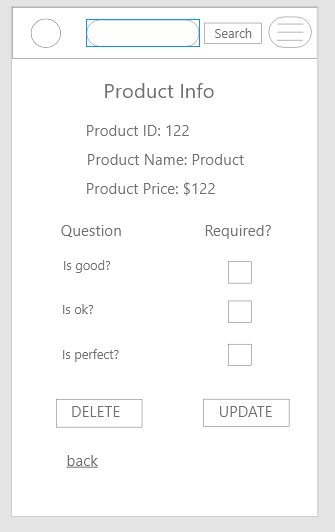 Search
Product Info
Product ID: 122
Product Name: Product
Product Price: $122
Question Required?
Is good?
Is ok?
Is perfect?
DELETE UPDATE
back